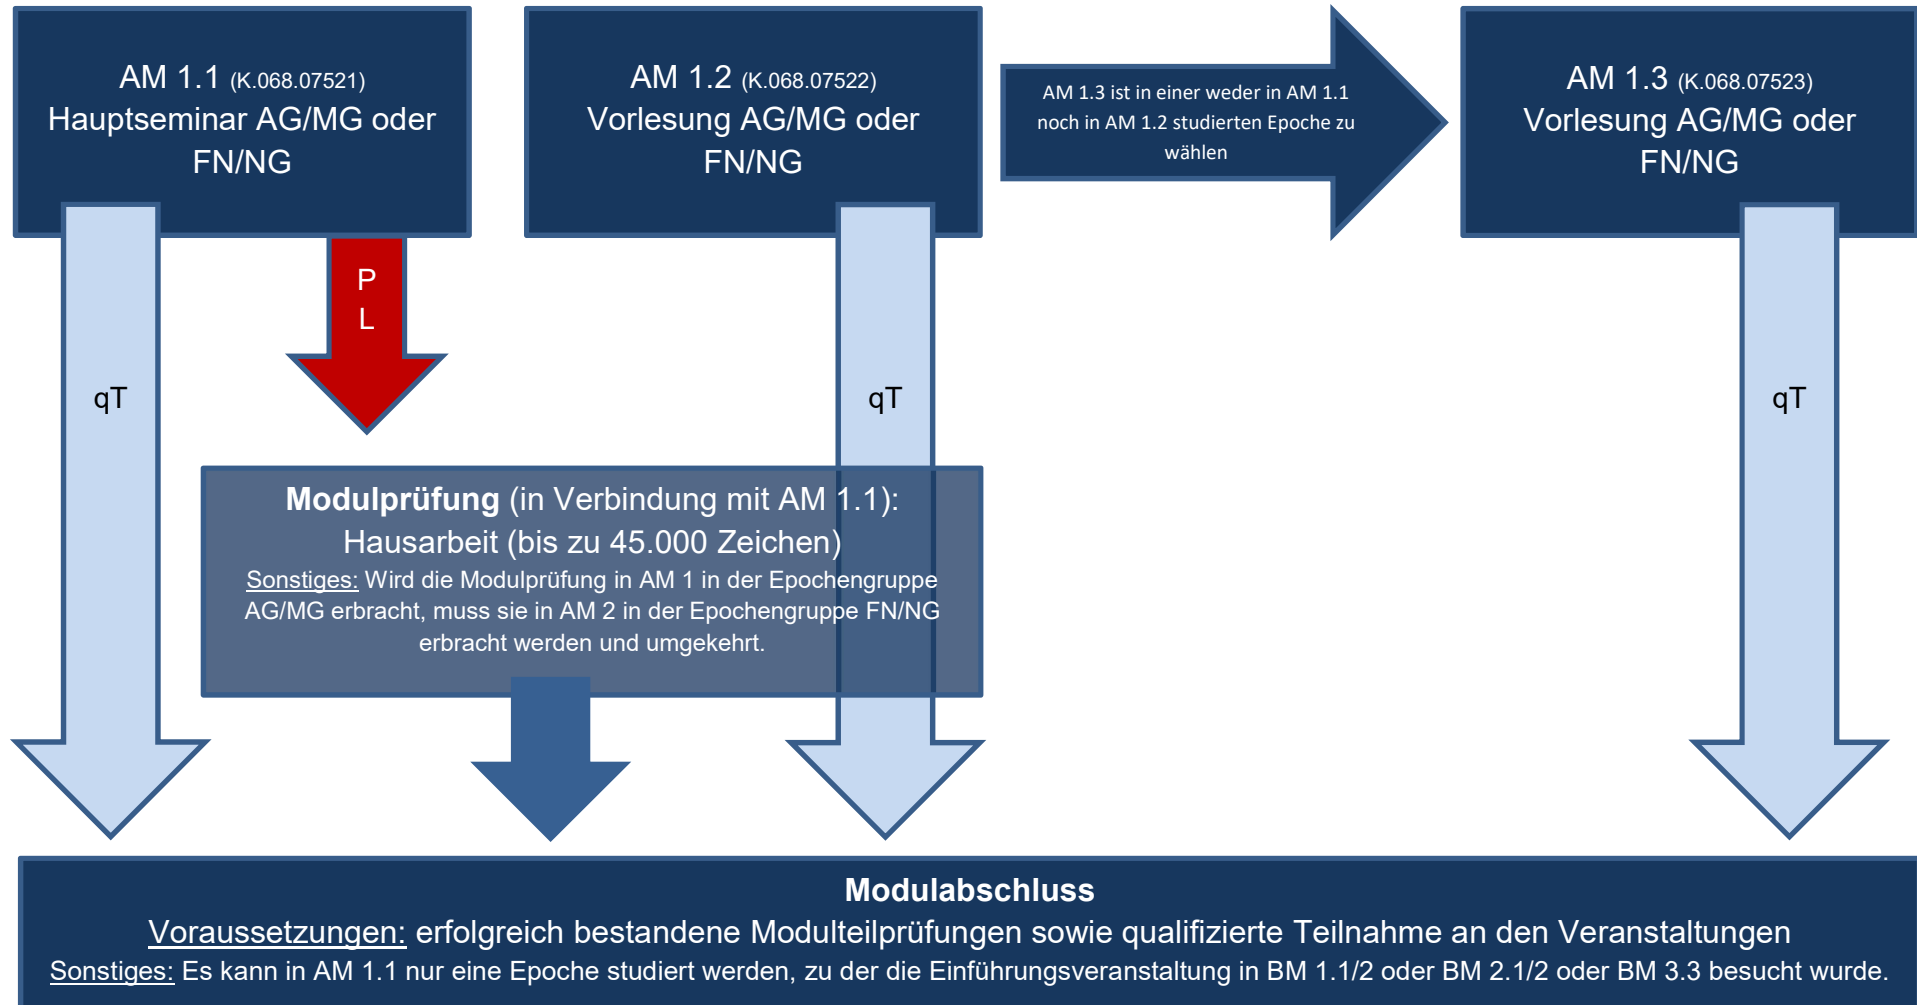 AM 1.1 (K.068.07521)
Hauptseminar AG/MG oder
FN/NG
AM 1.2 (K.068.07522)
Vorlesung AG/MG oder
FN/NG
AM 1.3 ist in einer weder in AM 1.1
noch in AM 1.2 studierten Epoche zu
wählen
AM 1.3 (K.068.07523)
Vorlesung AG/MG oder
FN/NG
P
L
qT
qT
qT
Modulprüfung (in Verbindung mit AM 1.1):
Hausarbeit (bis zu 45.000 Zeichen)
Sonstiges: Wird die Modulprüfung in AM 1 in der Epochengruppe
AG/MG erbracht, muss sie in AM 2 in der Epochengruppe FN/NG
erbracht werden und umgekehrt.
Modulabschluss
Voraussetzungen: erfolgreich bestandene Modulteilprüfungen sowie qualifizierte Teilnahme an den Veranstaltungen
Sonstiges: Es kann in AM 1.1 nur eine Epoche studiert werden, zu der die Einführungsveranstaltung in BM 1.1/2 oder BM 2.1/2 oder BM 3.3 besucht wurde.